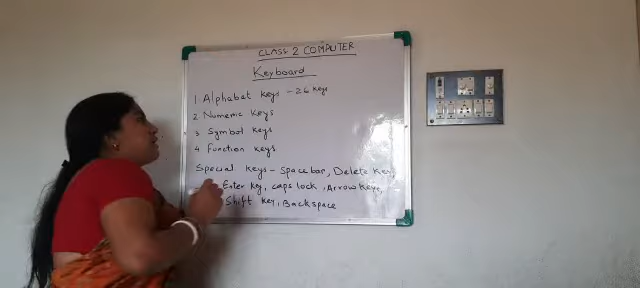 CLASS 2 COMPUTER
Keyboard
1 Alphabet keys - 26 keys
2 Numeric keys
3 Symbol keys
4 Function keys
Special keys - Spacebar, Delete key,
Enter key, caps lock, Arrow keys,
Shift key, Backspace